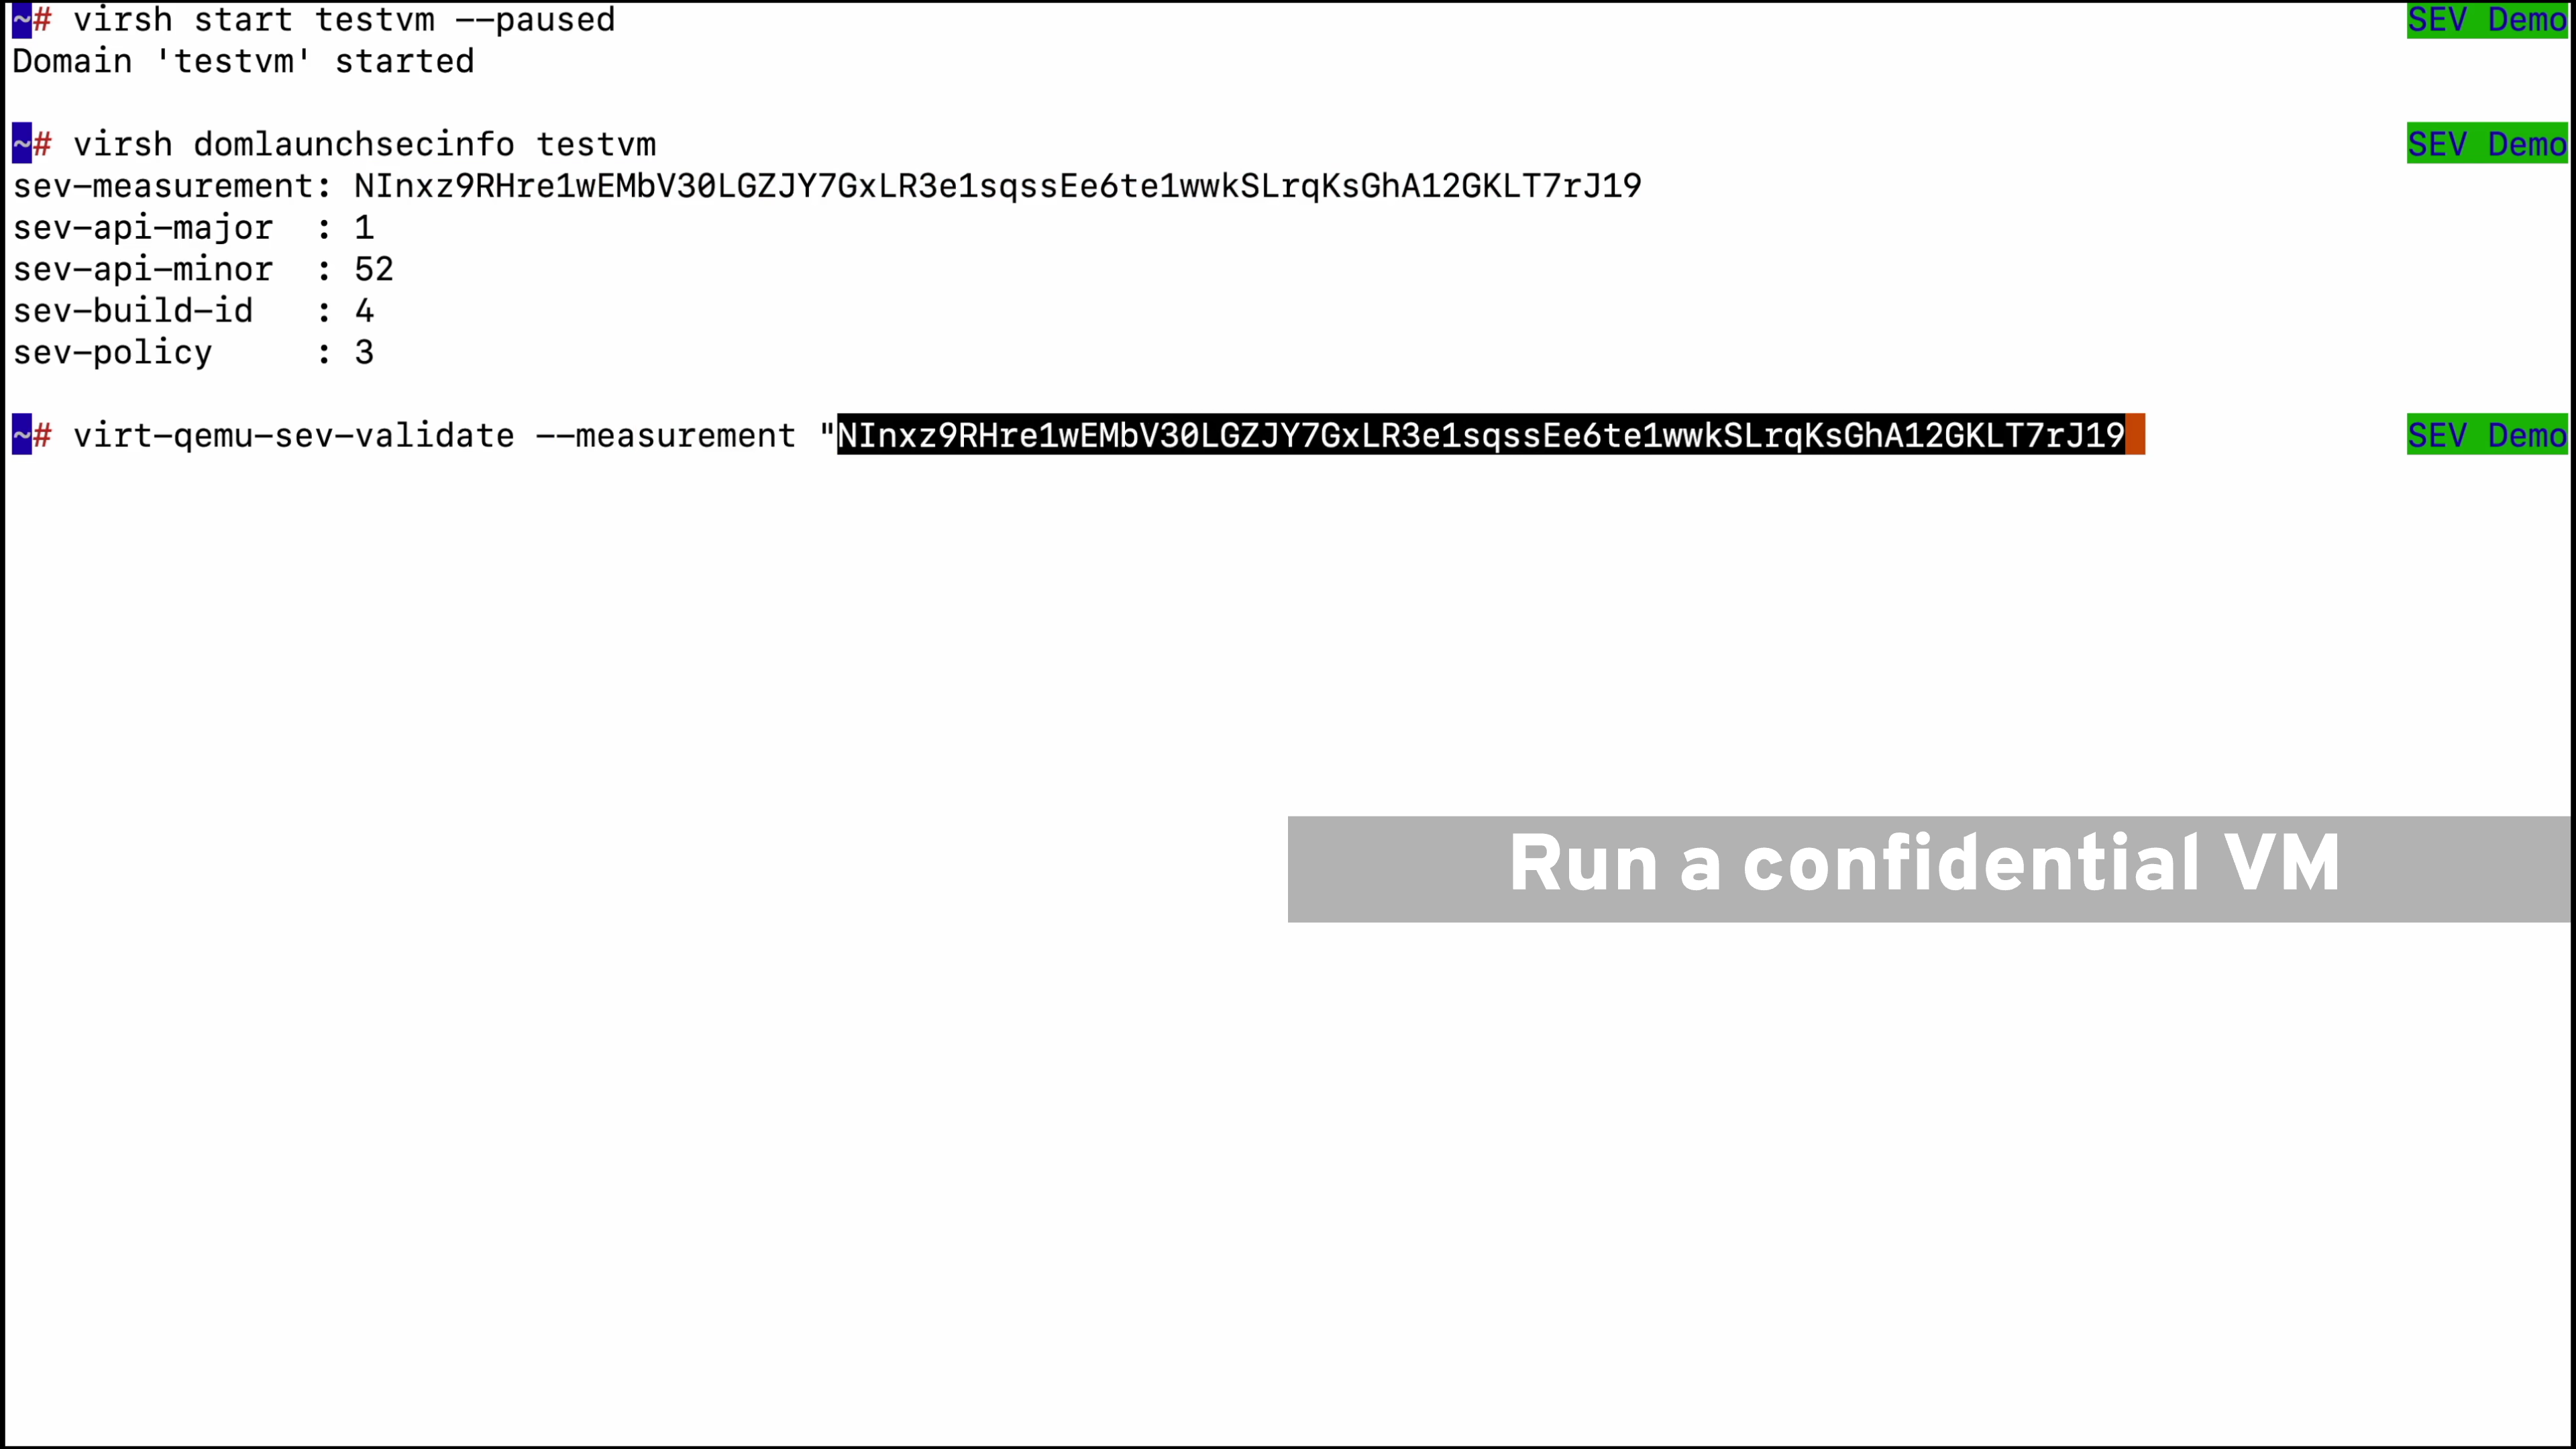 ~# virsh start testvm --paused SEV Demo
Domain 'testvm' started
~# virsh domlaunchsecinfo testvm SEV Demo
sev-measurement: NInxz9RHre1wEMbV30LGZJY7GxLR3e1sqssEe6te1wwkSLrqKsGhA12GKLT7rJ19
sev-api-major : 1
sev-api-minor : 52
sev-build-id : 4
sev-policy : 3
~# virt-qemu-sev-validate --measurement "NInxz9RHre1wEMbV30LGZJY7GxLR3e1sqssEe6te1wwkSLrqKsGhA12GKLT7rJ19 SEV Demo
Run a confidential VM